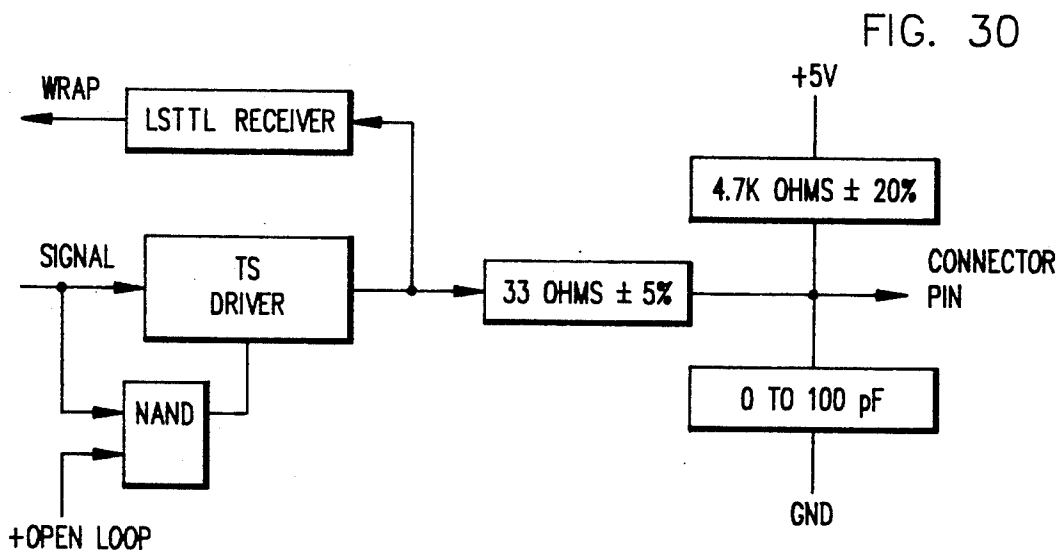 FIG. 30
+5V
WRAP
LSTTL RECEIVER
4.7K OHMS ± 20%
SIGNAL
TS
DRIVER
33 OHMS ± 5%
CONNECTOR
PIN
NAND
0 TO 100 pF
GND
+OPEN LOOP